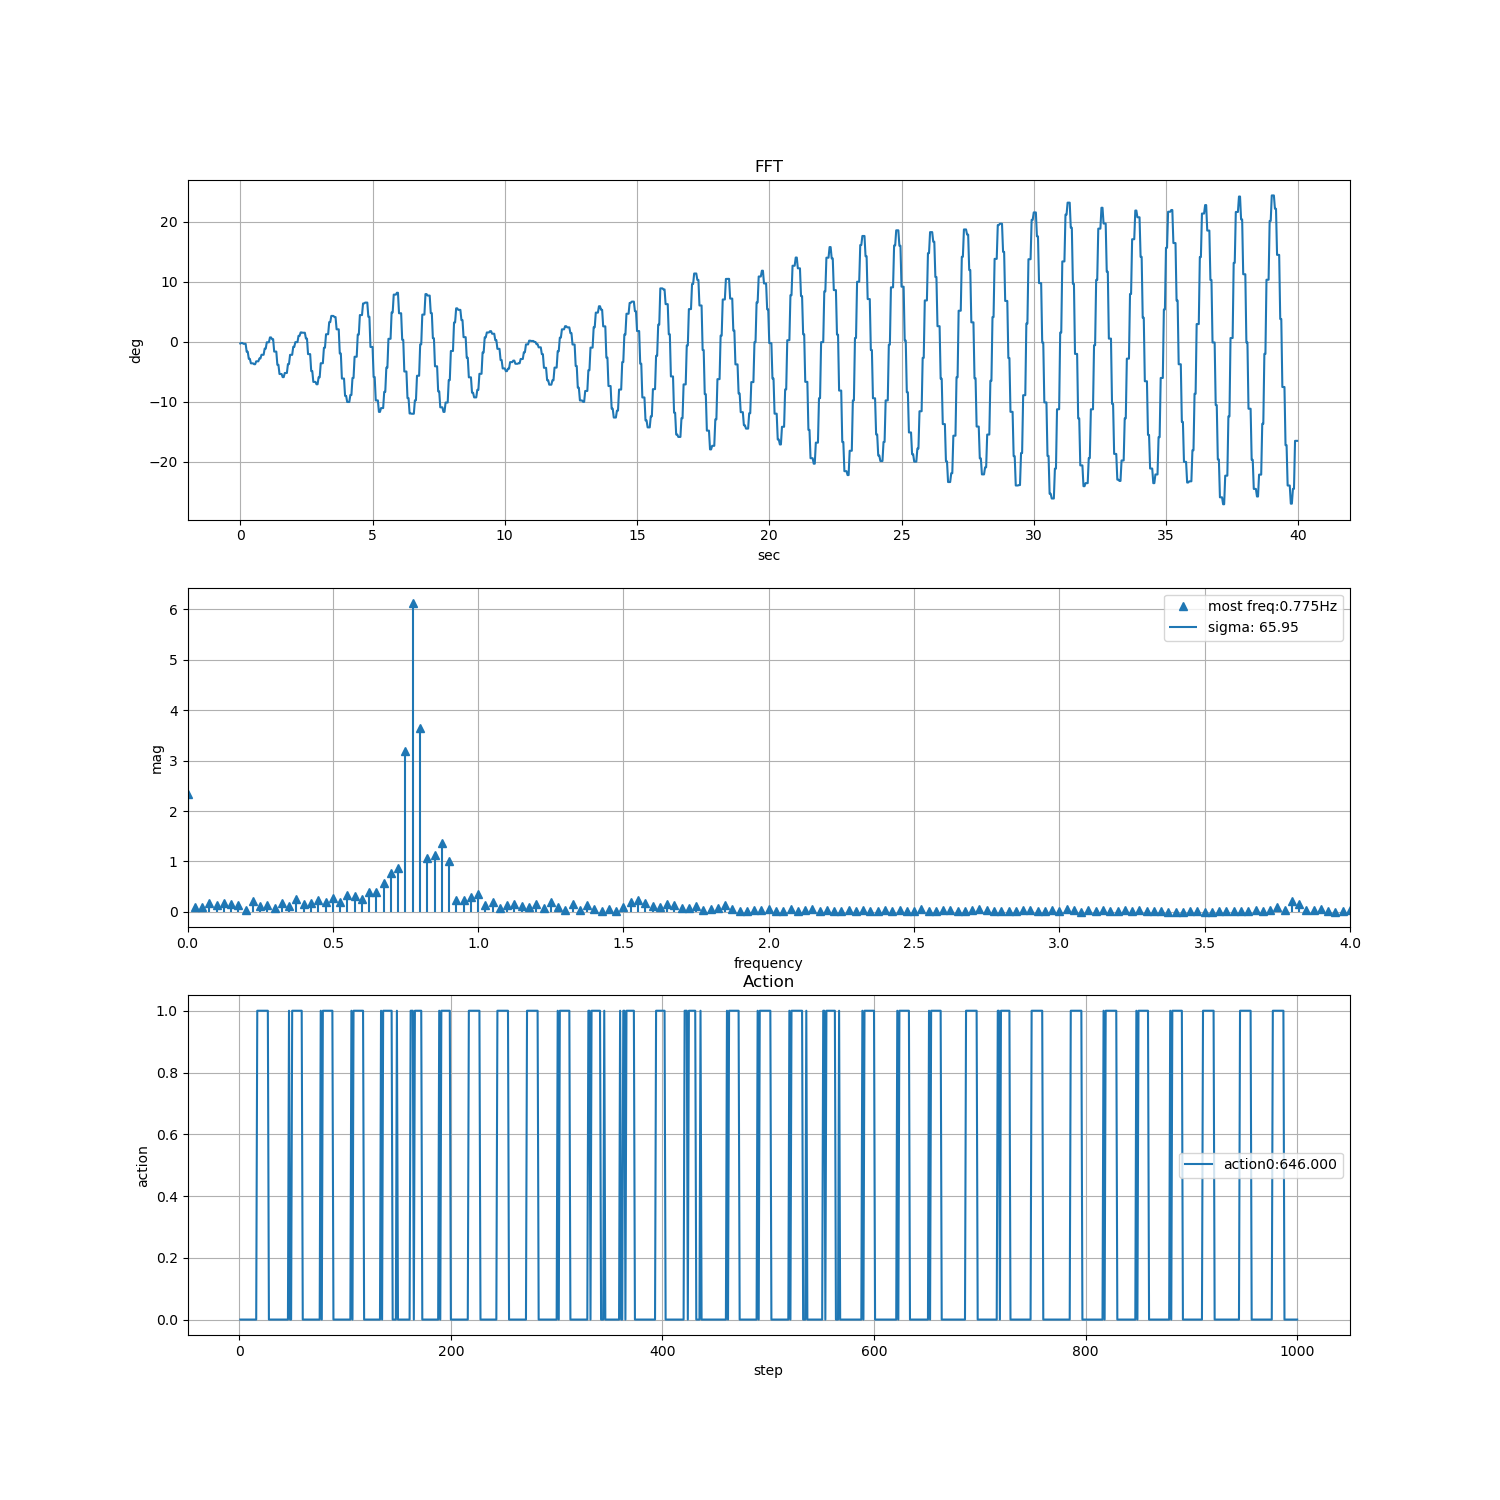 FFT
deg
20
10
0
−10
−20
0 5 10 15 20 25 30 35 40
sec
most freq:0.775Hz
sigma: 65.95
mag
6
5
4
3
2
1
0
0.0 0.5 1.0 1.5 2.0 2.5 3.0 3.5 4.0
frequency
Action
action
1.0
0.8
0.6
0.4
0.2
0.0
action0:646.000
0 200 400 600 800 1000
step